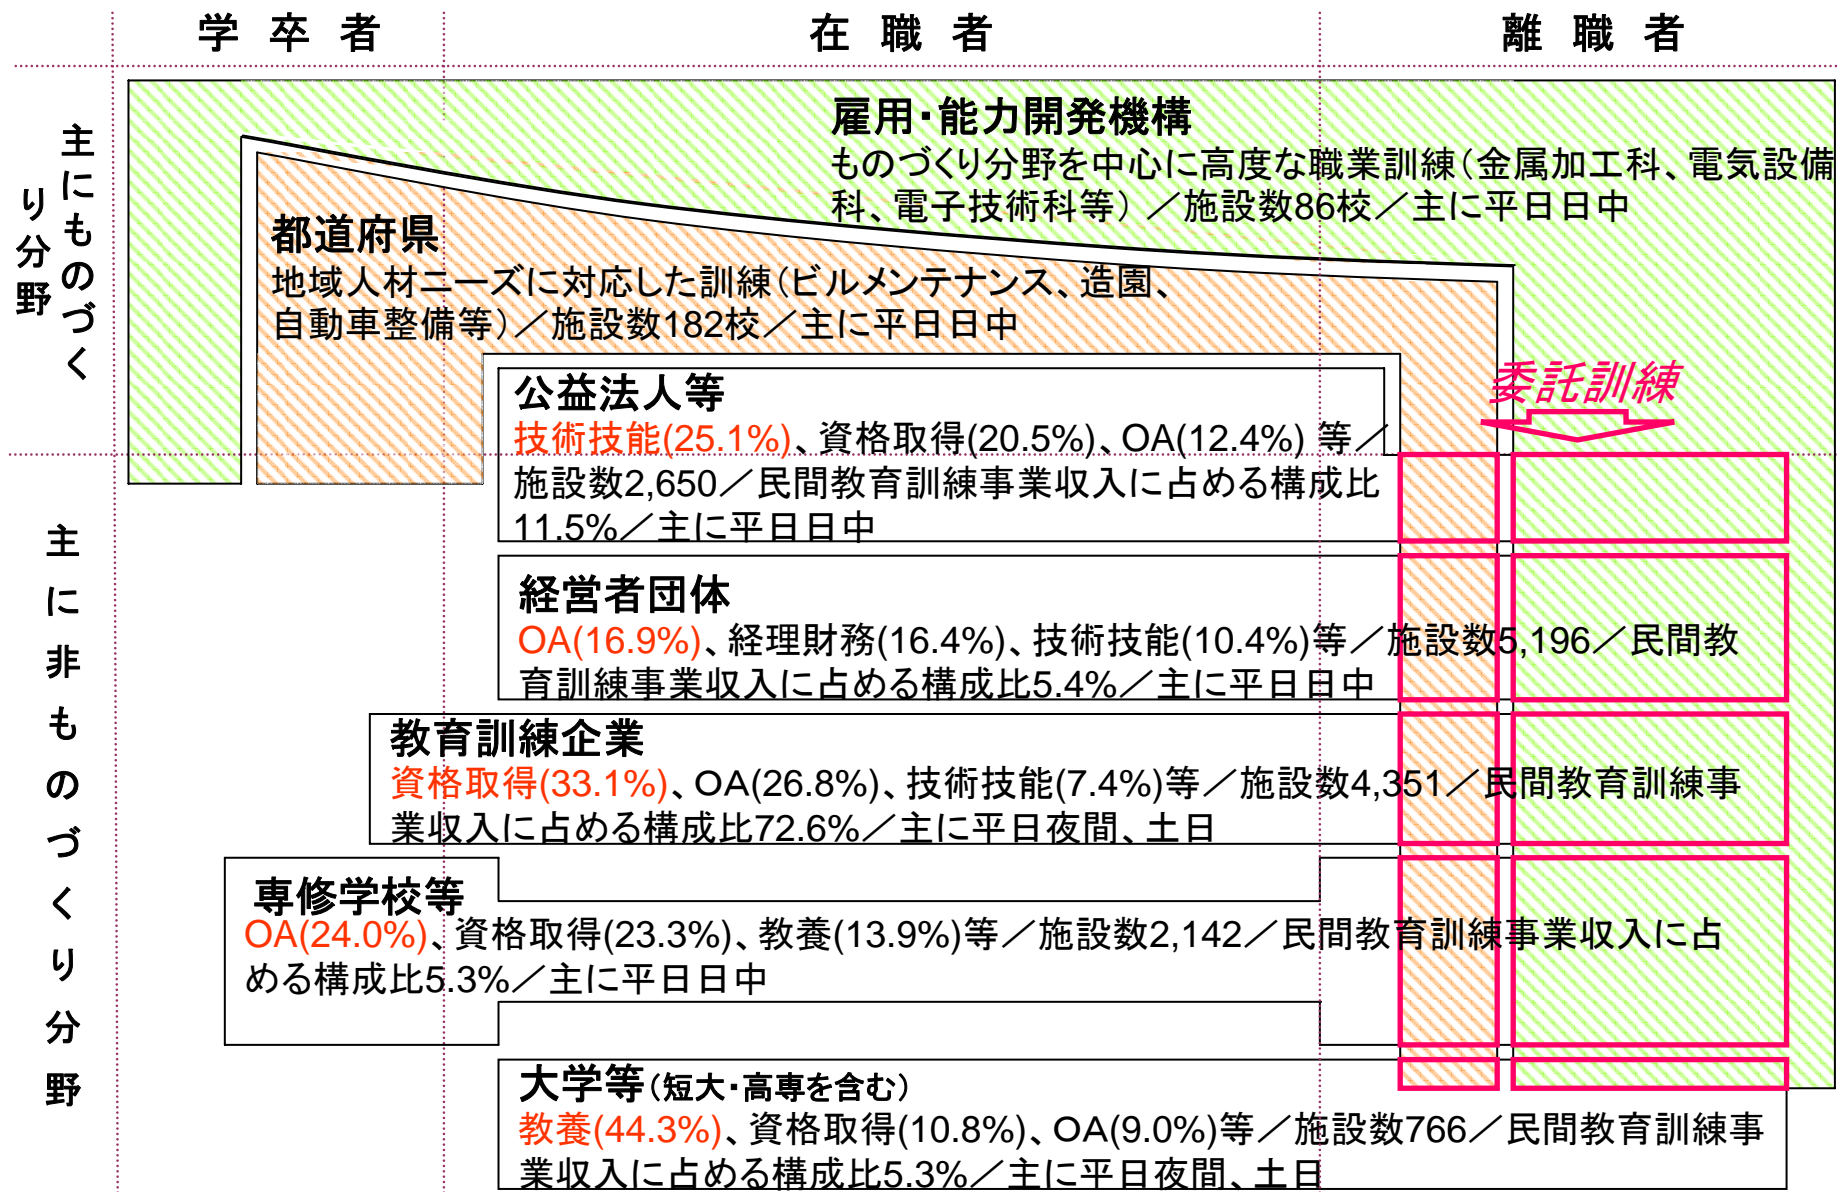 学 卒 者
在 職 者
離 職 者
主にものづく
り分野
雇用・能力開発機構
ものづくり分野を中心に高度な職業訓練(金属加工科、電気設備
科、電子技術科等) ／施設数86校／主に平日日中
都道府県
地域人材ニーズに対応した訓練(ビルメンテナンス、造園、
自動車整備等)／施設数182校／主に平日日中
委託訓練
公益法人等
技術技能(25.1%)、資格取得(20.5%)、OA(12.4%) 等／
施設数2,650／民間教育訓練事業収入に占める構成比
11.5%／主に平日日中
主に非ものづくり分野
経営者団体
OA(16.9%)、経理財務(16.4%)、技術技能(10.4%)等／施設数5,196／民間教
育訓練事業収入に占める構成比5.4%／主に平日日中
教育訓練企業
資格取得(33.1%)、OA(26.8%)、技術技能(7.4%)等／施設数4,351／民間教育訓練事
業収入に占める構成比72.6%／主に平日夜間、土日
専修学校等
OA(24.0%)、資格取得(23.3%)、教養(13.9%)等／施設数2,142／民間教育訓練事業収入に占
める構成比5.3%／主に平日日中
大学等(短大・高専を含む)
教養(44.3%)、資格取得(10.8%)、OA(9.0%)等／施設数766／民間教育訓練事
業収入に占める構成比5.3%／主に平日夜間、土日